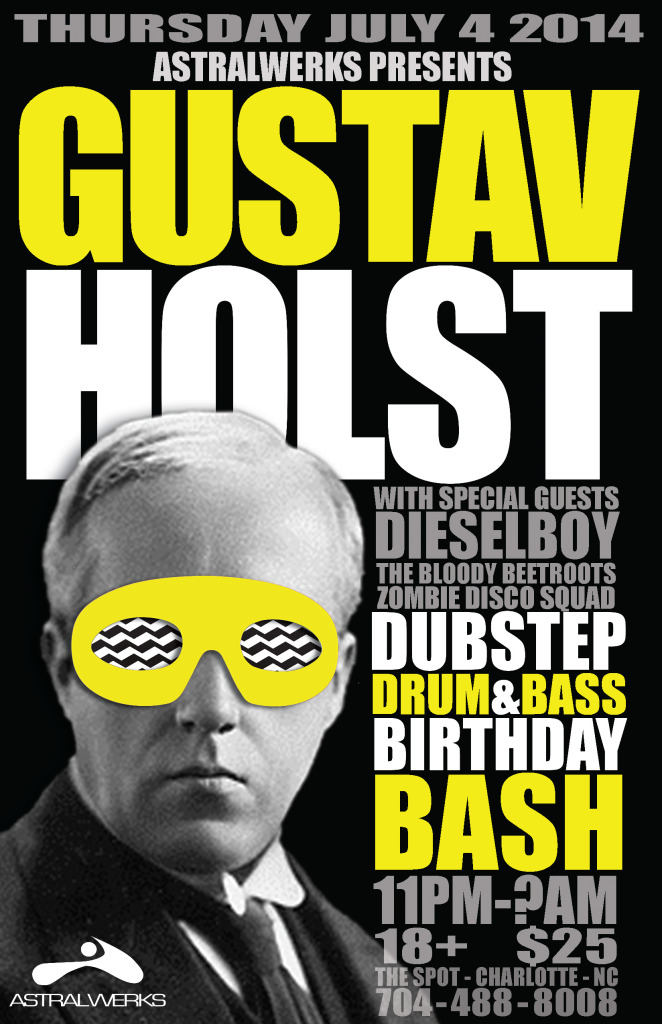 THURSDAY JULY 4 2014
ASTRALWERKS PRESENTS
GUSTAV
HOLST
WITH SPECIAL GUESTS
DIESELBOY
THE BLOODY BEETROOTS
ZOMBIE DISCO SQUAD
DUBSTEP
DRUM&BASS
BIRTHDAY
BASH
11PM-?AM
18+ $25
THE SPOT - CHARLOTTE - NC
704-488-8008
ASTRALWERKS